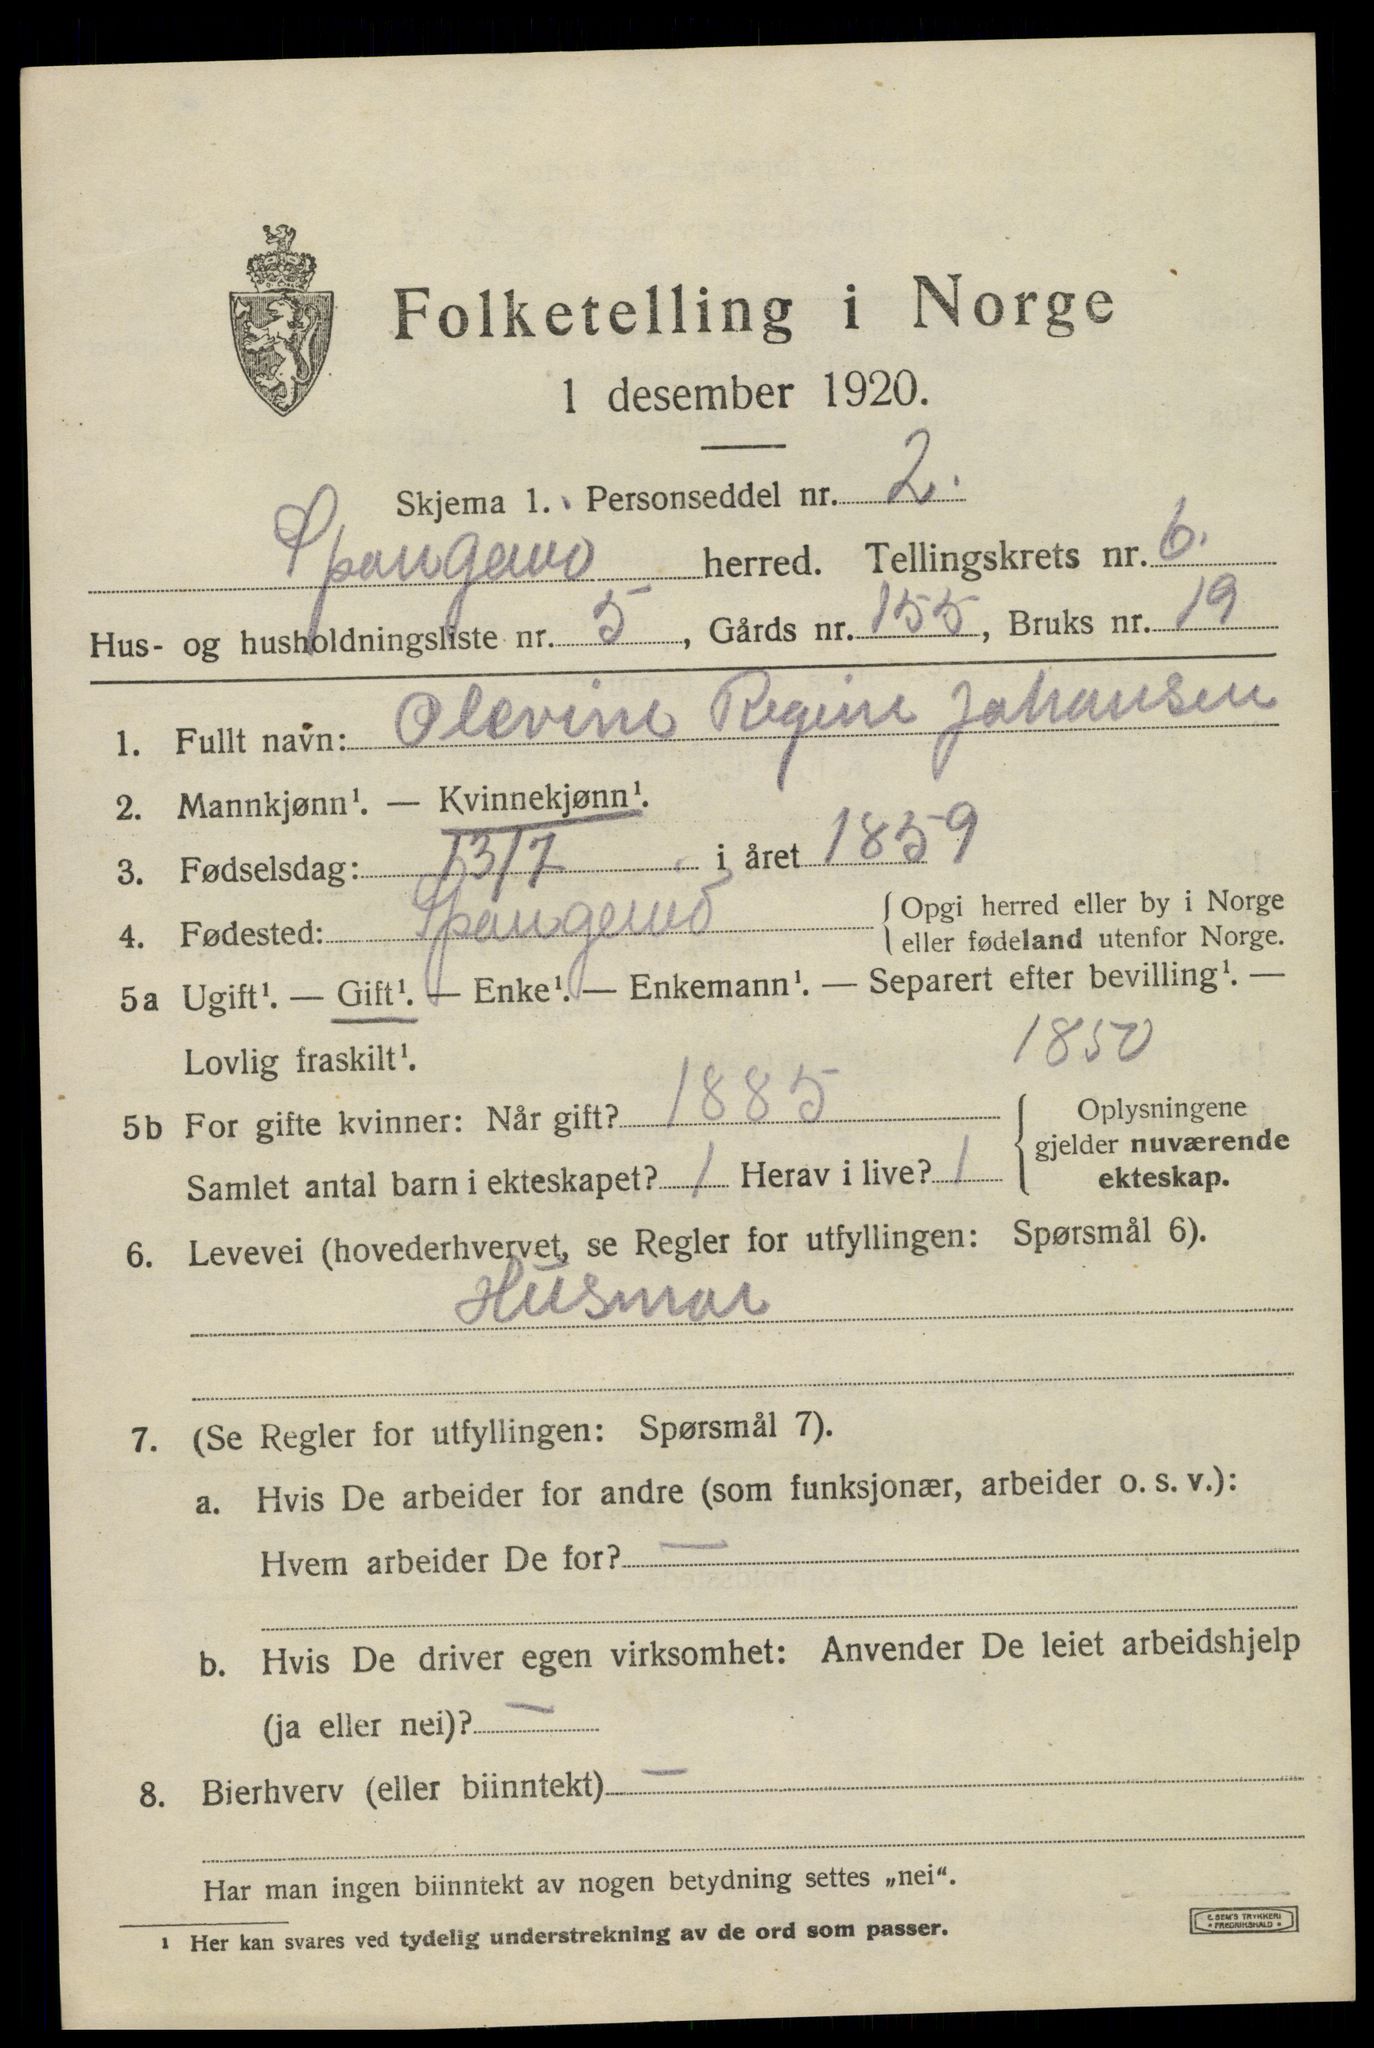 Folketelling i Norge
1 desember 1920.
Skjema 1. Personseddel nr. 2.
Spangereid herred. Tellingskrets nr. 6.
Hus- og husholdningsliste nr. 5, Gårds nr. 155, Bruks nr. 19
1. Fullt navn: Olevine Regine Johansen
2. Mannkjønn¹. — Kvinnekjønn¹.
3. Fødselsdag: 13/7 i året 1859
4. Fødested: {Opgi herred eller by i Norge
eller fødeland utenfor Norge.
5a Ugift¹. — Gift¹. — Enke¹. — Enkemann¹. — Separert efter bevilling¹. —
Lovlig fraskilt¹. 1850
5b For gifte kvinner: Når gift? 1885 {Oplysningene
gjelder nuværende
Samlet antal barn i ekteskapet? 1 Herav i live? 1 ekteskap.
6. Levevei (hovederhvervet, se Regler for utfyllingen: Spørsmål 6).
Husmor
7. (Se Regler for utfyllingen: Spørsmål 7).
a. Hvis De arbeider for andre (som funksjonær, arbeider o. s. v.):
Hvem arbeider De for? —
b. Hvis De driver egen virksomhet: Anvender De leiet arbeidshjelp
(ja eller nei)? —
8. Bierhverv (eller biinntekt) —
Har man ingen biinntekt av nogen betydning settes „nei“.
¹ Her kan svares ved tydelig understrekning av de ord som passer.
E. SEM'S TRYKKERI
* FREDRIKSHALD *